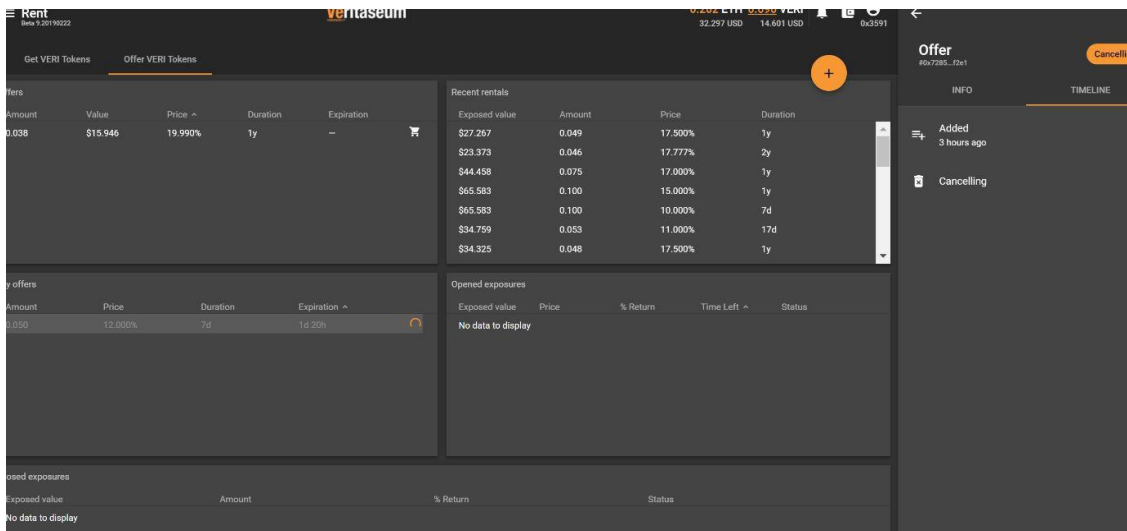 Rent
Beta 9.20190222
veritaseum
0.202 ETH 0.090 VERI
32.297 USD 14.601 USD
0x3591
Get VERI Tokens Offer VERI Tokens
+
ffers
Amount Value Price Duration Expiration
0.038 $15.946 19.990% 1y –
Recent rentals
Exposed value Amount Price Duration
$27.267 0.049 17.500% 1y
$23.373 0.046 17.777% 2y
$44.458 0.075 17.000% 1y
$65.583 0.100 15.000% 1y
$65.583 0.100 10.000% 7d
$34.759 0.053 11.000% 17d
$34.325 0.048 17.500% 1y
y offers
Amount Price Duration Expiration
0.050 12.000% 7d 1d 20h
Opened exposures
Exposed value Price % Return Time Left Status
No data to display
osed exposures
Exposed value Amount % Return Status
No data to display
Offer
#0x7285...f2e1
Cancelli
INFO TIMELINE
Added
3 hours ago
Cancelling